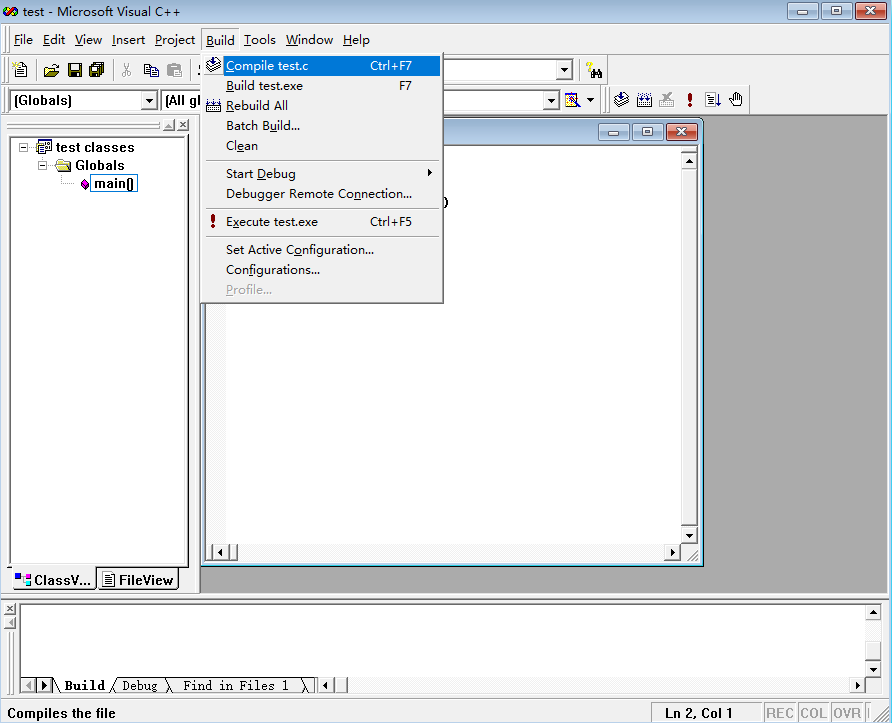 test - Microsoft Visual C++
File Edit View Insert Project Build Tools Window Help
(Globals)
(All gl
Compile test.c Ctrl+F7
Build test.exe F7
Rebuild All
Batch Build...
Clean
Start Debug
Debugger Remote Connection...
Execute test.exe Ctrl+F5
Set Active Configuration...
Configurations...
Profile...
)
test classes
Globals
main()
ClassV... FileView
Build Debug Find in Files 1
Compiles the file
Ln 2, Col 1 REC COL OVR